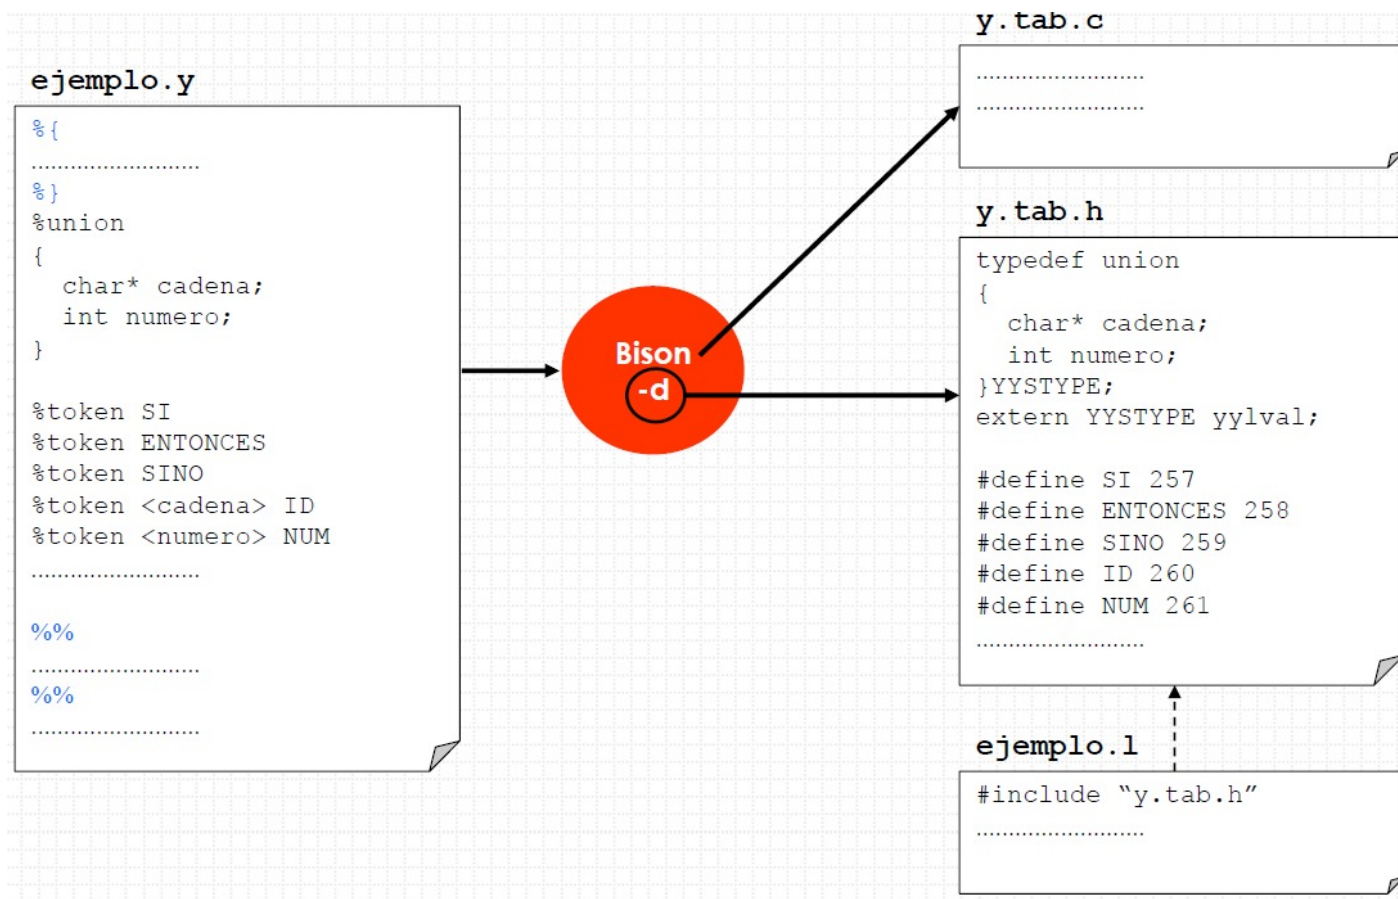 ejemplo.y
%{
..........................
%}
%union
{
  char* cadena;
  int numero;
}
%token SI
%token ENTONCES
%token SINO
%token <cadena> ID
%token <numero> NUM
..........................
%%
..........................
%%
..........................
Bison
-d
y.tab.c
..........................
..........................
y.tab.h
typedef union
{
  char* cadena;
  int numero;
}YYSTYPE;
extern YYSTYPE yylval;
#define SI 257
#define ENTONCES 258
#define SINO 259
#define ID 260
#define NUM 261
..........................
ejemplo.l
#include “y.tab.h”
..........................